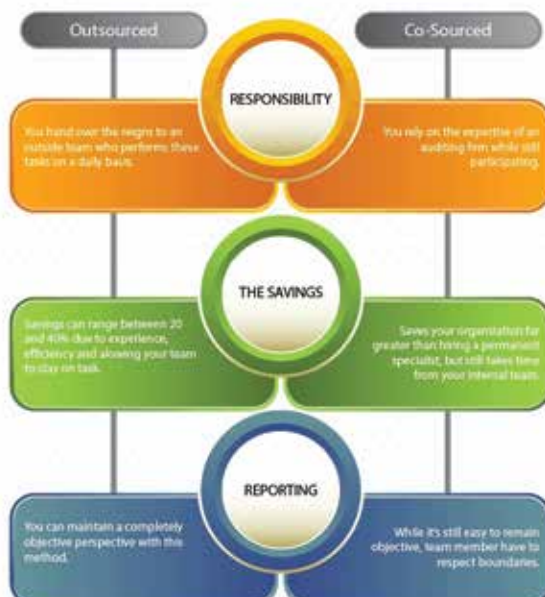 Outsourced
Co-Sourced
RESPONSIBILITY
You hand over the reigns to an
outside team who performs these
tasks on a daily basis.
You rely on the expertise of an
auditing firm while still
participating.
THE SAVINGS
Savings can range between 20
and 40% due to experience,
efficiency and alowing your team
to stay on task.
Saves your organization far
greater than hiring a permanent
specialist, but still takes time
from your internal team.
REPORTING
You can maintain a completely
objective perspective with this
method.
While it's still easy to remain
objective, team member have to
respect boundaries.